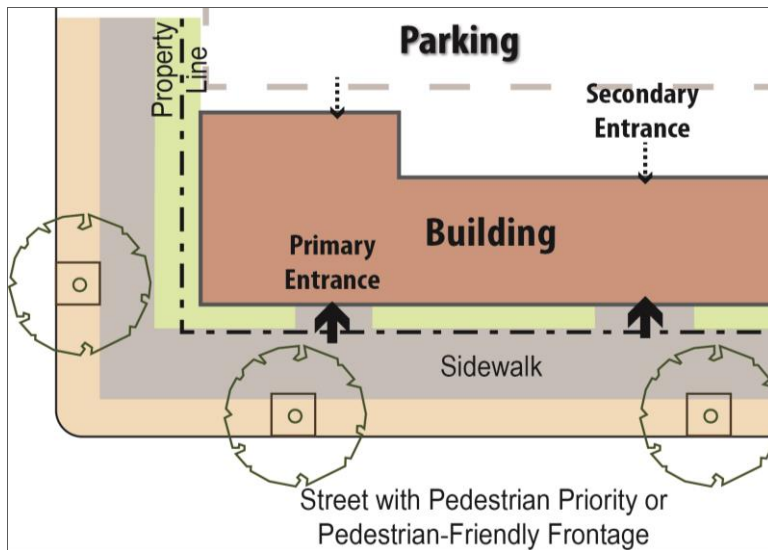 Property
Line
Parking
Secondary
Entrance
Primary
Entrance
Building
Sidewalk
Street with Pedestrian Priority or
Pedestrian-Friendly Frontage